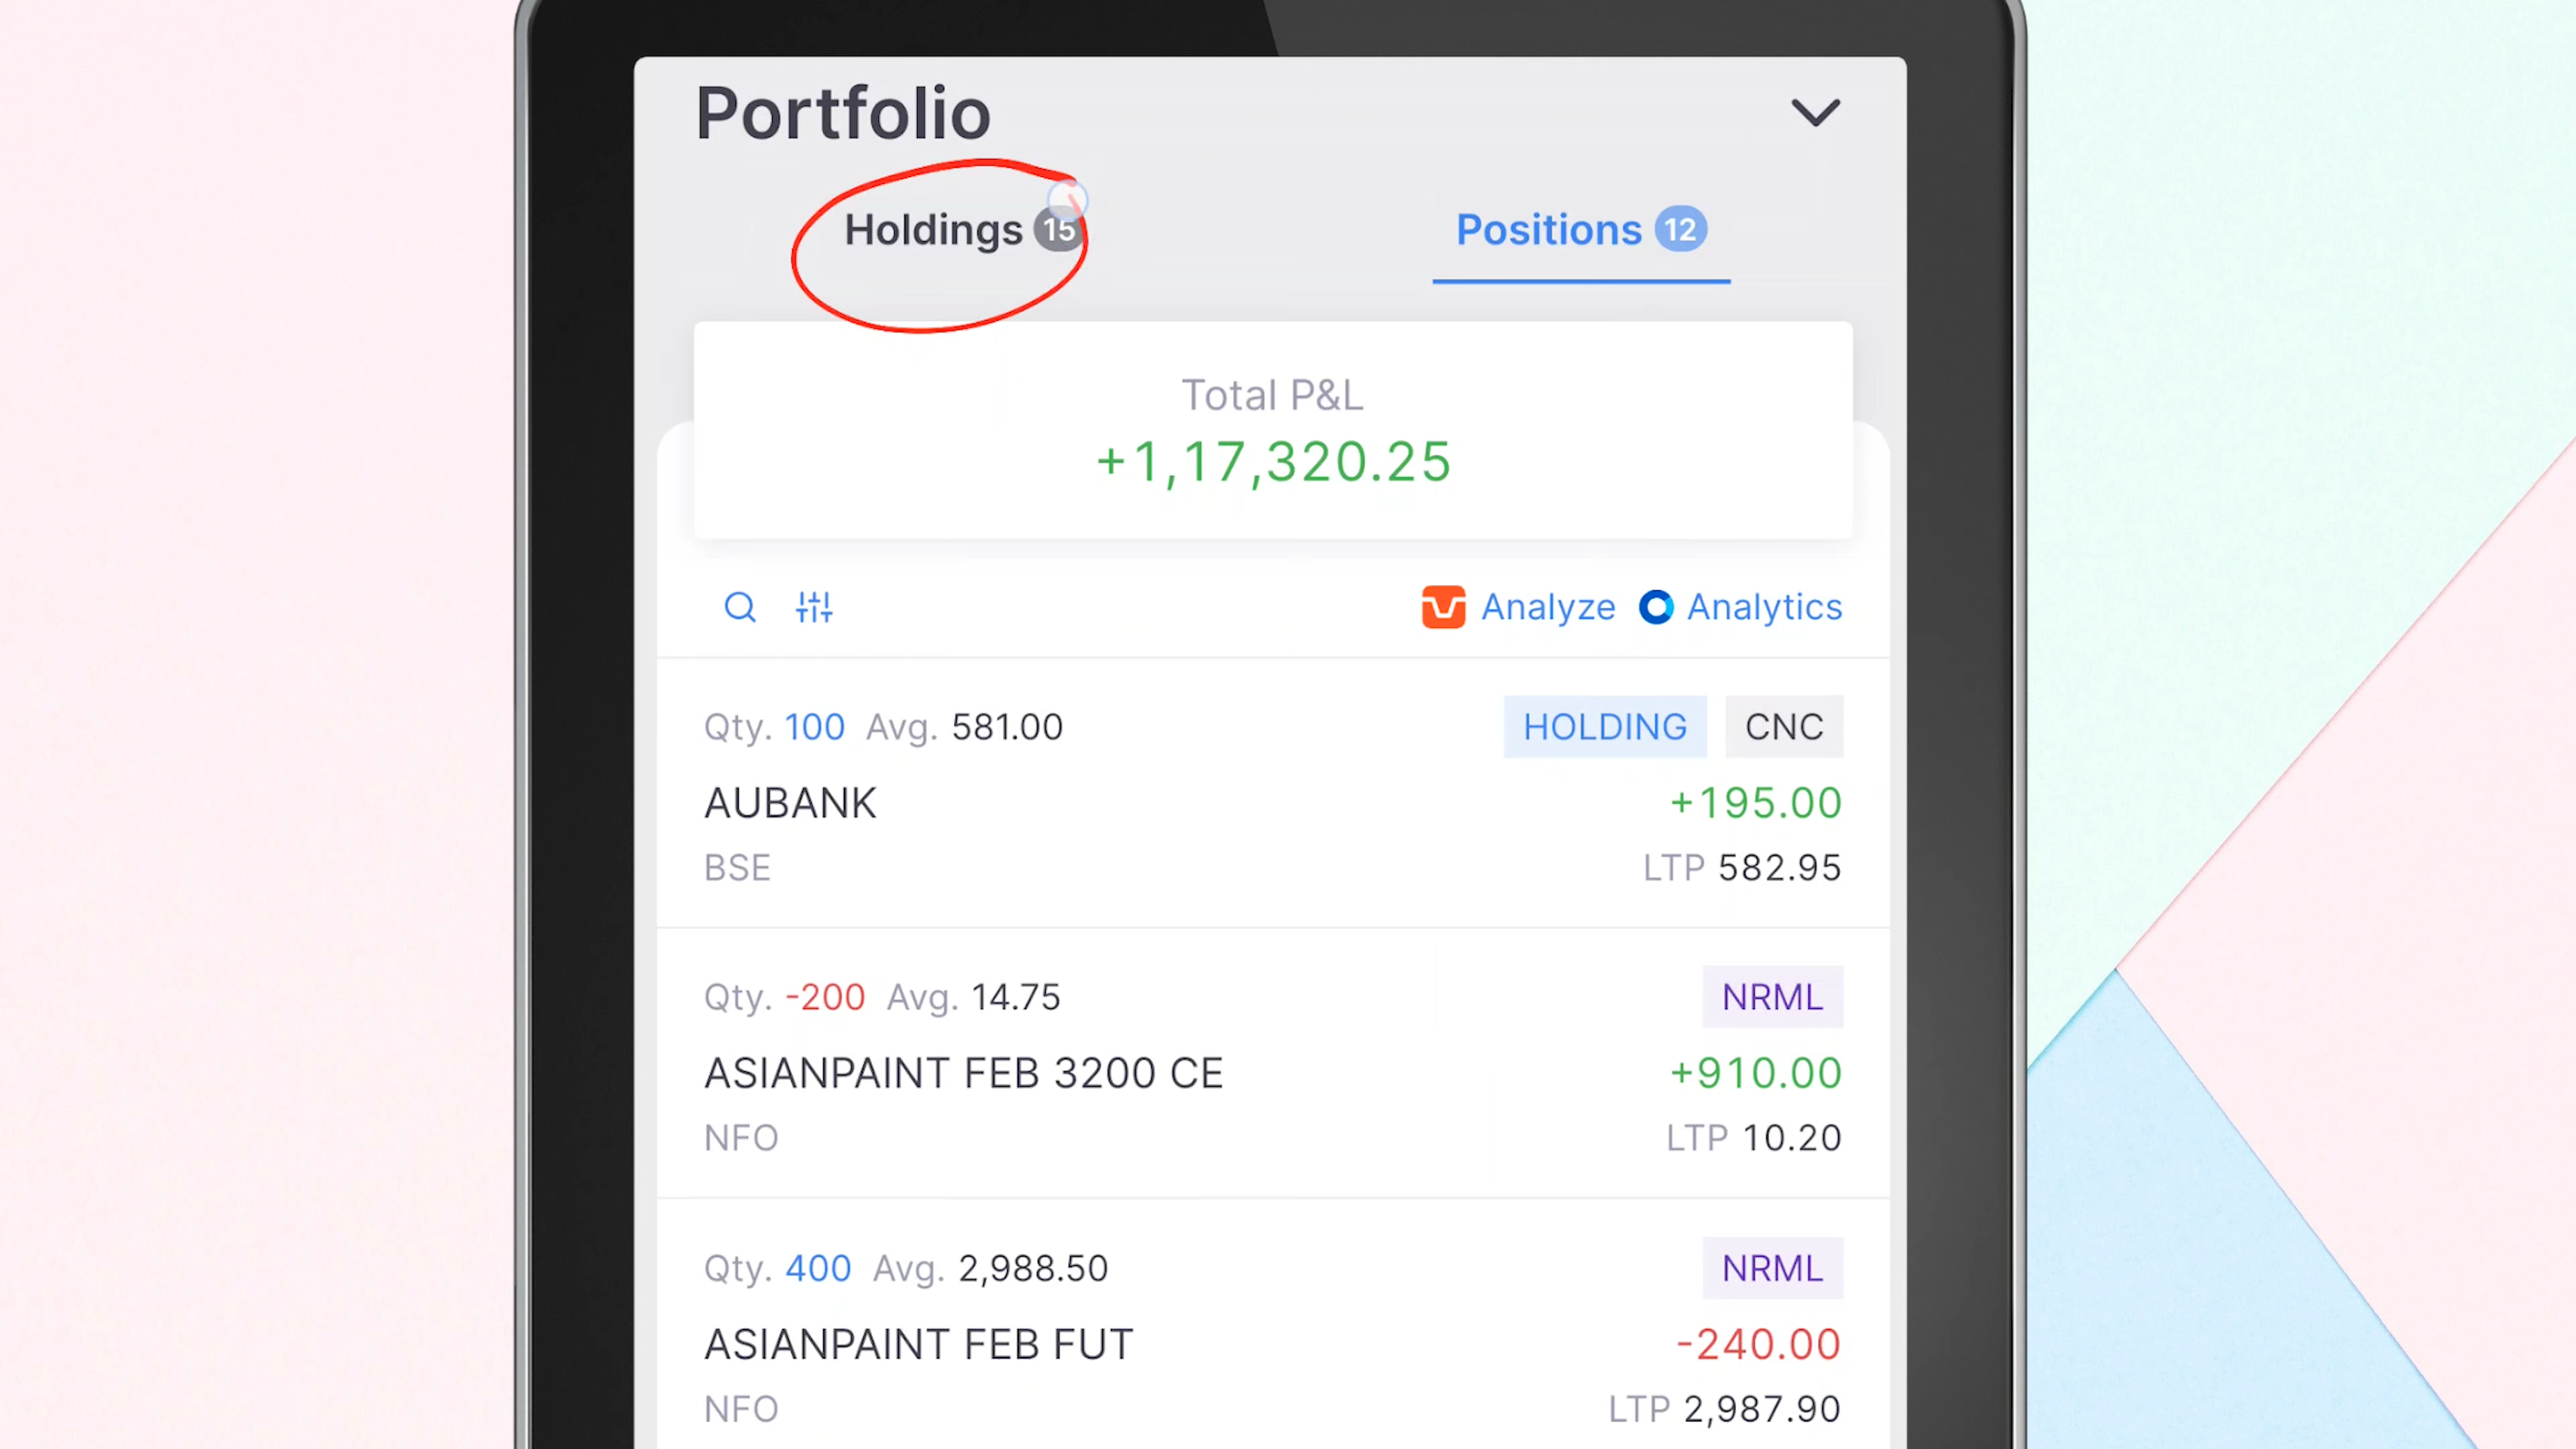 Portfolio
Holdings 15
Positions 12
Total P&L
+1,17,320.25
Analyze Analytics
Qty. 100 Avg. 581.00 HOLDING CNC
AUBANK +195.00
BSE LTP 582.95
Qty. -200 Avg. 14.75 NRML
ASIANPAINT FEB 3200 CE +910.00
NFO LTP 10.20
Qty. 400 Avg. 2,988.50 NRML
ASIANPAINT FEB FUT -240.00
NFO LTP 2,987.90